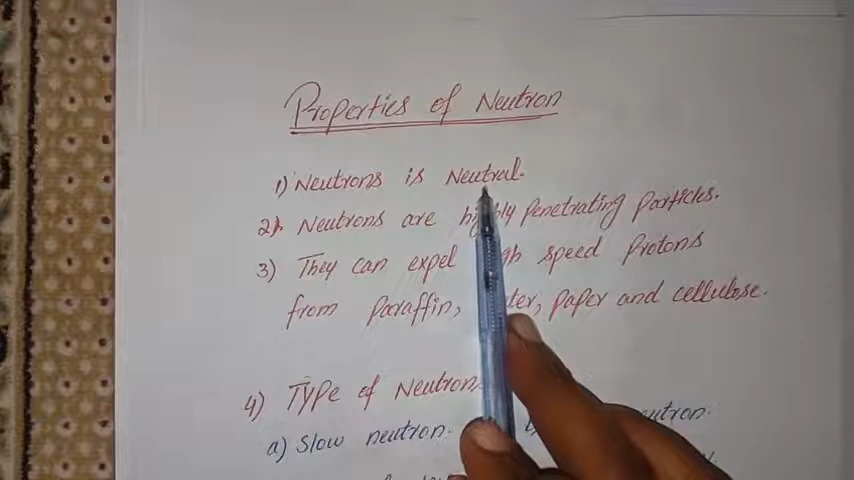 Properties of Neutron
1) Neutrons is Neutral.
2) Neutrons are highly Penetrating Particles.
3) They can expel speed Protons
from paraffin, paper and cellulose.
4) Type of Neutron
a) Slow neutron.